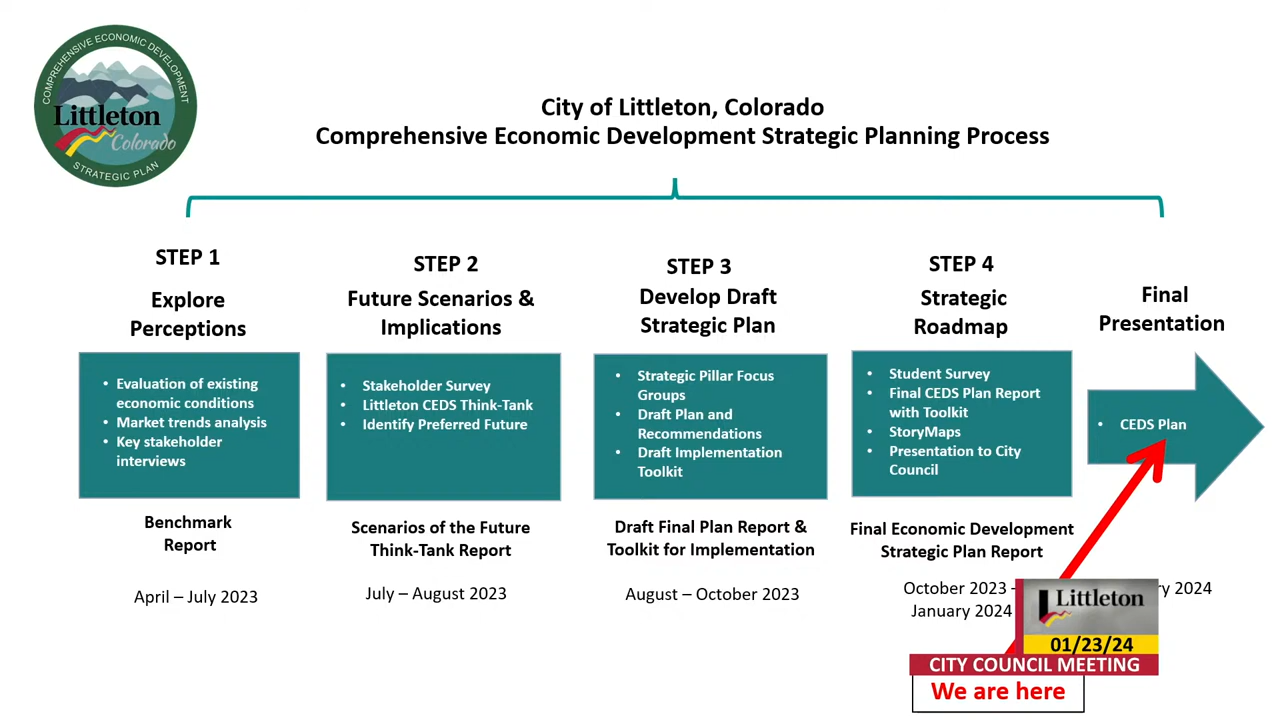 COMPREHENSIVE ECONOMIC DEVELOPMENT
Littleton
Colorado
STRATEGIC PLAN
City of Littleton, Colorado
Comprehensive Economic Development Strategic Planning Process
STEP 1
Explore
Perceptions
• Evaluation of existing
economic conditions
• Market trends analysis
• Key stakeholder
interviews
Benchmark
Report
April – July 2023
STEP 2
Future Scenarios &
Implications
• Stakeholder Survey
• Littleton CEDS Think-Tank
• Identify Preferred Future
Scenarios of the Future
Think-Tank Report
July – August 2023
STEP 3
Develop Draft
Strategic Plan
• Strategic Pillar Focus
Groups
• Draft Plan and
Recommendations
• Draft Implementation
Toolkit
Draft Final Plan Report &
Toolkit for Implementation
August – October 2023
STEP 4
Strategic
Roadmap
• Student Survey
• Final CEDS Plan Report
with Toolkit
• StoryMaps
• Presentation to City
Council
Final Economic Development
Strategic Plan Report
October 2023 –
January 2024
Final
Presentation
• CEDS Plan
2024
Littleton
01/23/24
CITY COUNCIL MEETING
We are here